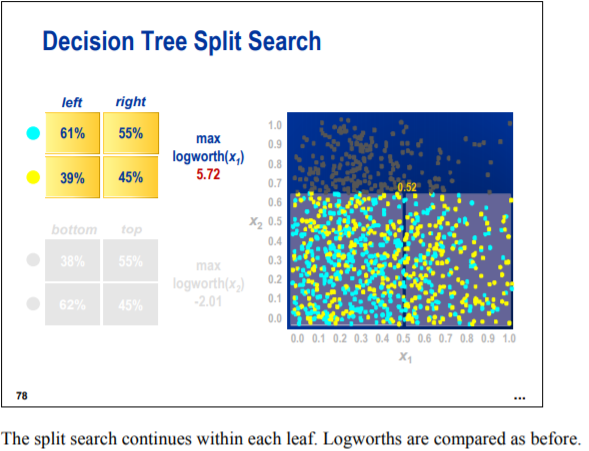 Decision Tree Split Search
left right
61% 55%
39% 45%
max
logworth(x1)
5.72
bottom top
38% 55%
62% 45%
max
logworth(x2)
-2.01
1.0
0.9
0.8
0.7
0.6
0.5
0.4
0.3
0.2
0.1
0.0
x2
0.52
0.0 0.1 0.2 0.3 0.4 0.5 0.6 0.7 0.8 0.9 1.0
x1
78
...
The split search continues within each leaf. Logworths are compared as before.